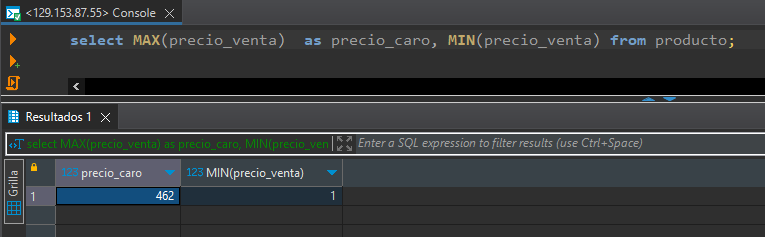 <129.153.87.55> Console
select MAX(precio_venta)  as precio_caro, MIN(precio_venta) from producto;
Resultados 1
select MAX(precio_venta) as precio_caro, MIN(precio_ven
Enter a SQL expression to filter results (use Ctrl+Space)
Grilla
123 precio_caro
123 MIN(precio_venta)
1
462
1